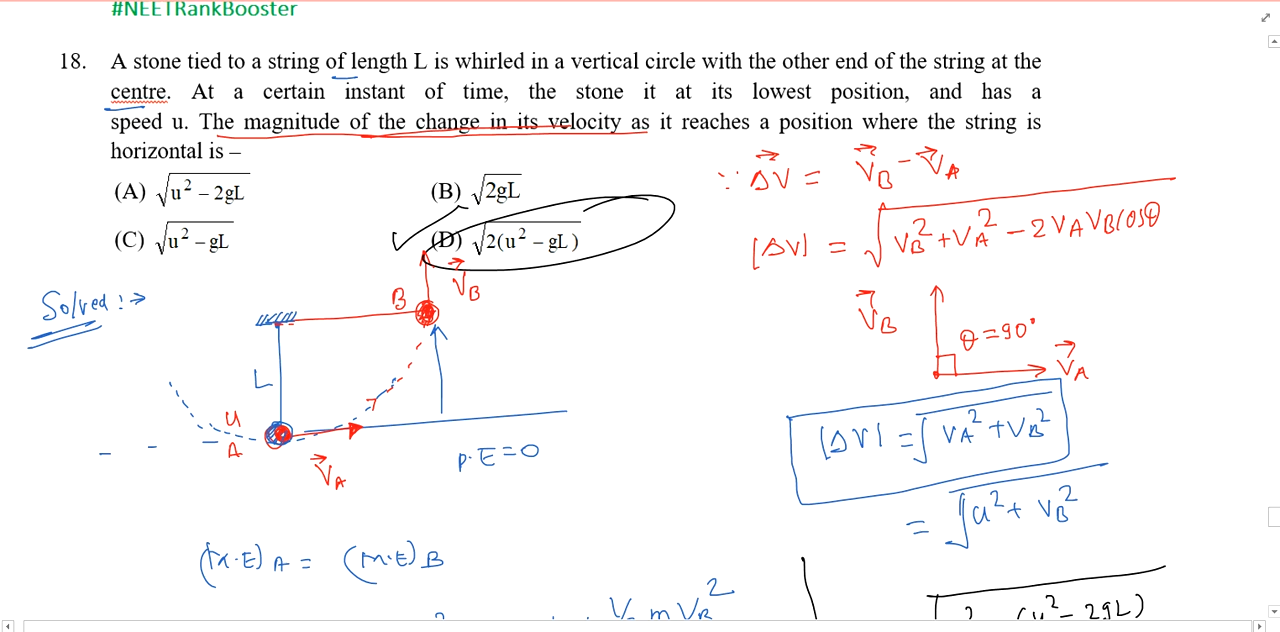 #NEETRankBooster
18. A stone tied to a string of length L is whirled in a vertical circle with the other end of the string at the
centre. At a certain instant of time, the stone it at its lowest position, and has a
speed u. The magnitude of the change in its velocity as it reaches a position where the string is
horizontal is –
(A) √(u² – 2gL) (B) √2gL
(C) √(u² – gL) (D) √(2(u² – gL))
∵ ΔV⃗ = V⃗B - V⃗A
|ΔV| = √(VB² + VA² - 2VAVB cosθ)
Solved :→
B V⃗B
L
u
A
V⃗A
P.E = 0
V⃗B θ = 90°
V⃗A
|ΔV| = √(VA² + VB²)
= √(u² + VB²)
(M.E)A = (M.E)B
½ m VB²
(u² - 2gL)